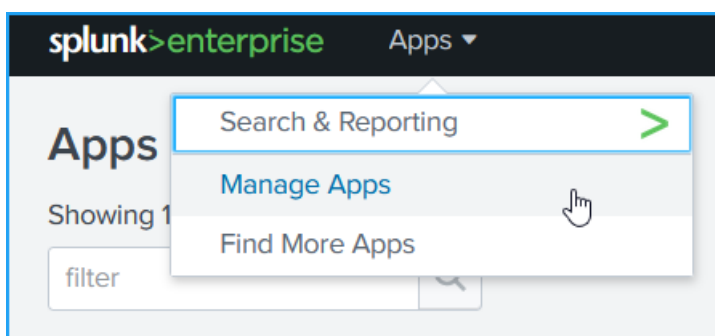 splunk>enterprise Apps
Search & Reporting >
Apps
Manage Apps
Showing 1
Find More Apps
filter